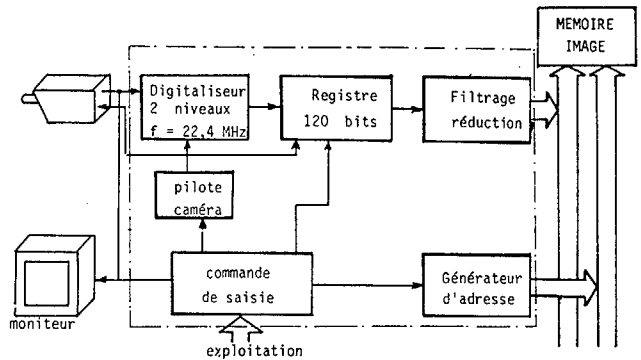 MEMOIRE
IMAGE
Digitaliseur
2 niveaux
f = 22,4 MHz
Registre
120 bits
Filtrage
réduction
pilote
caméra
commande
de saisie
Générateur
d'adresse
moniteur
exploitation